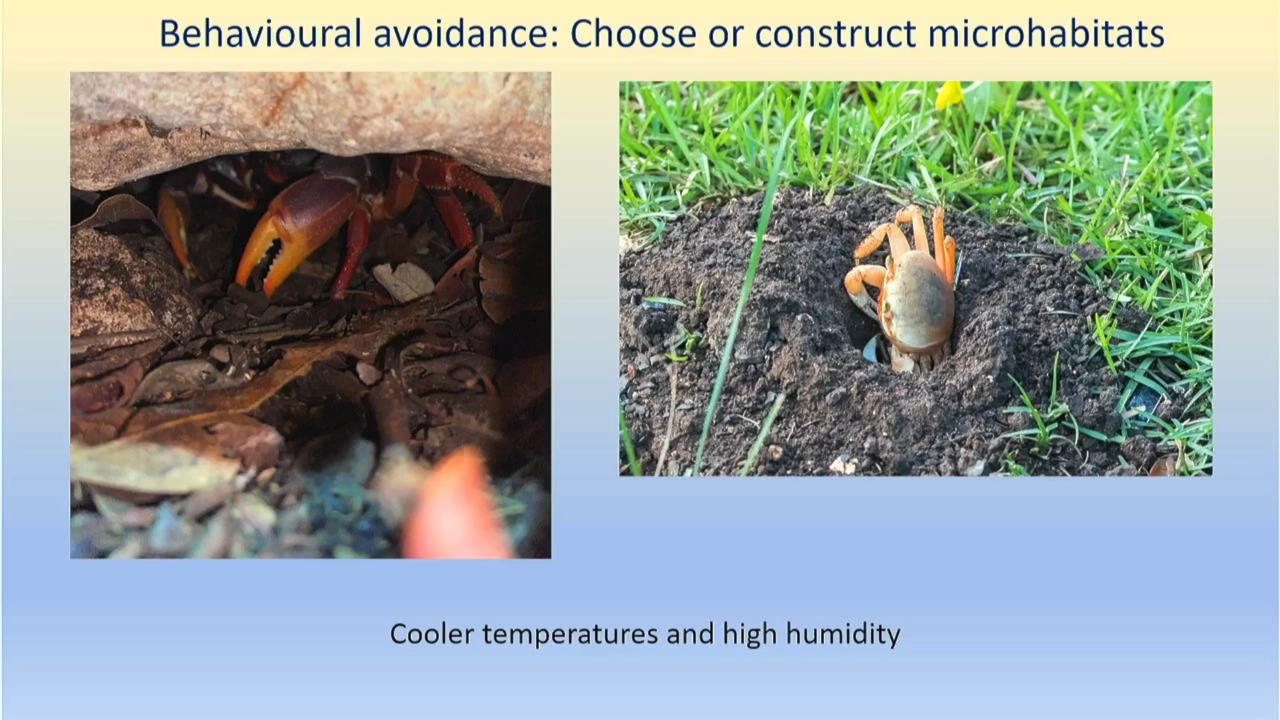 Behavioural avoidance: Choose or construct microhabitats
Cooler temperatures and high humidity